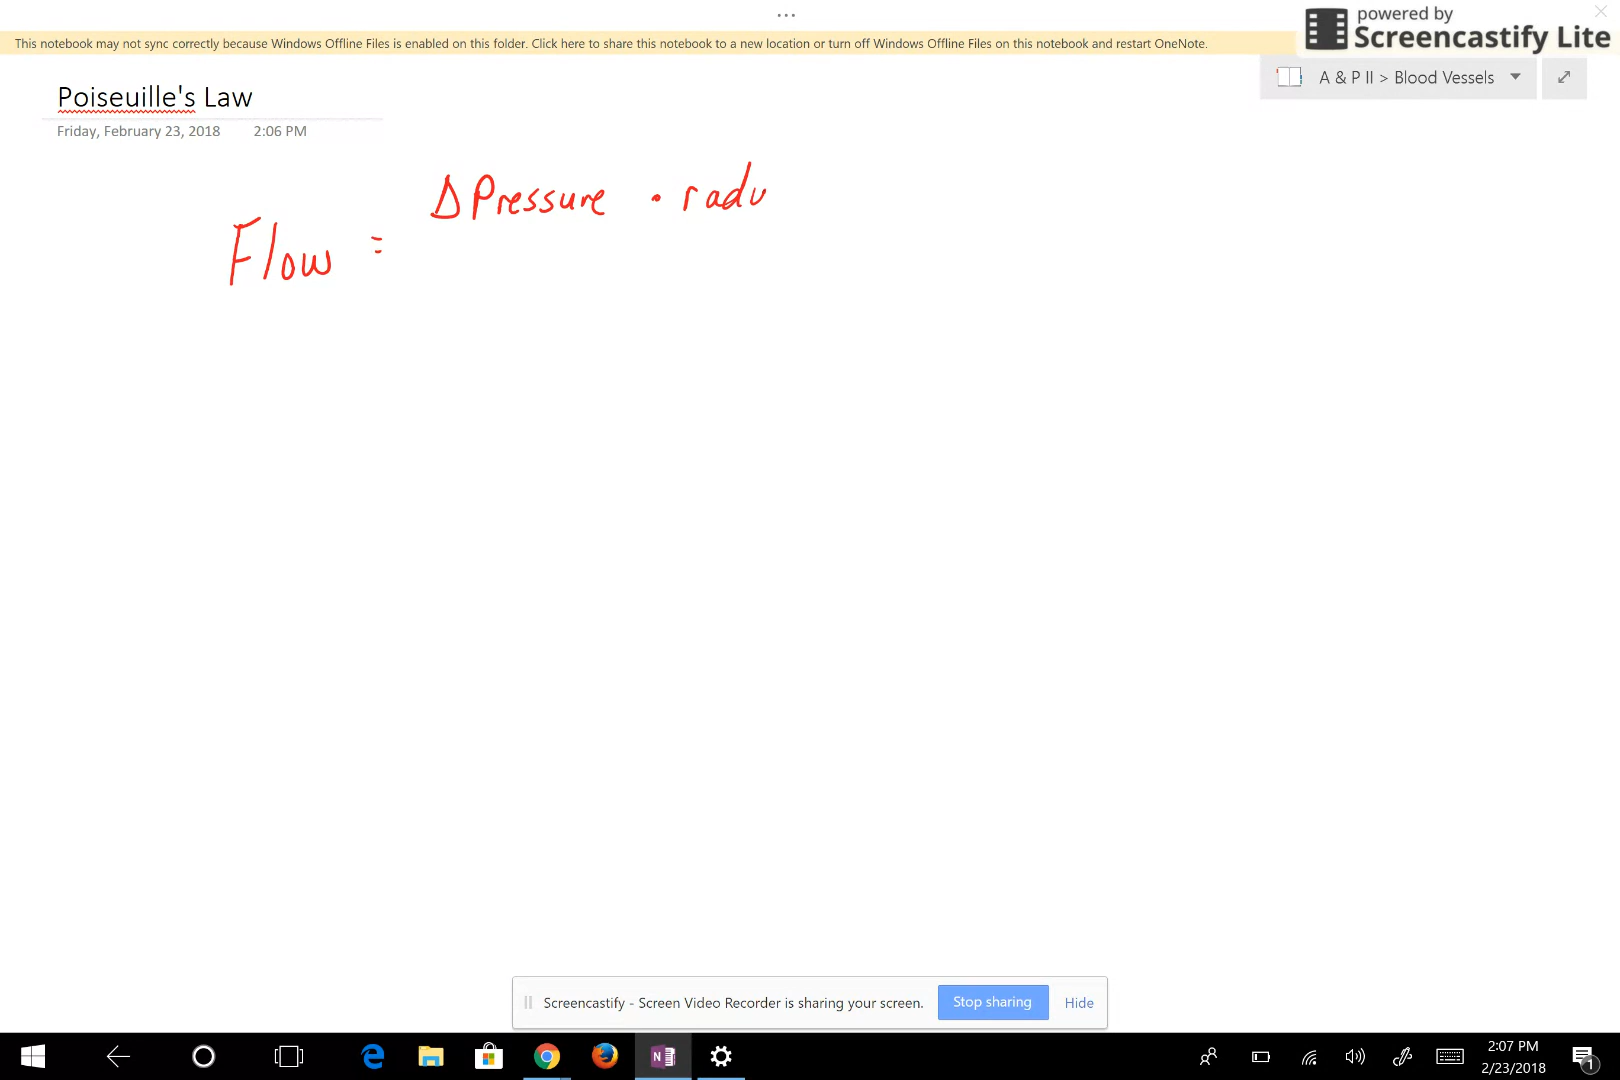 ...
powered by
Screencastify Lite
This notebook may not sync correctly because Windows Offline Files is enabled on this folder. Click here to share this notebook to a new location or turn off Windows Offline Files on this notebook and restart OneNote.
A & P II > Blood Vessels
Poiseuille's Law
Friday, February 23, 2018 2:06 PM
Δ Pressure · radu
Flow =
Screencastify - Screen Video Recorder is sharing your screen. Stop sharing Hide
N
2:07 PM
2/23/2018
1